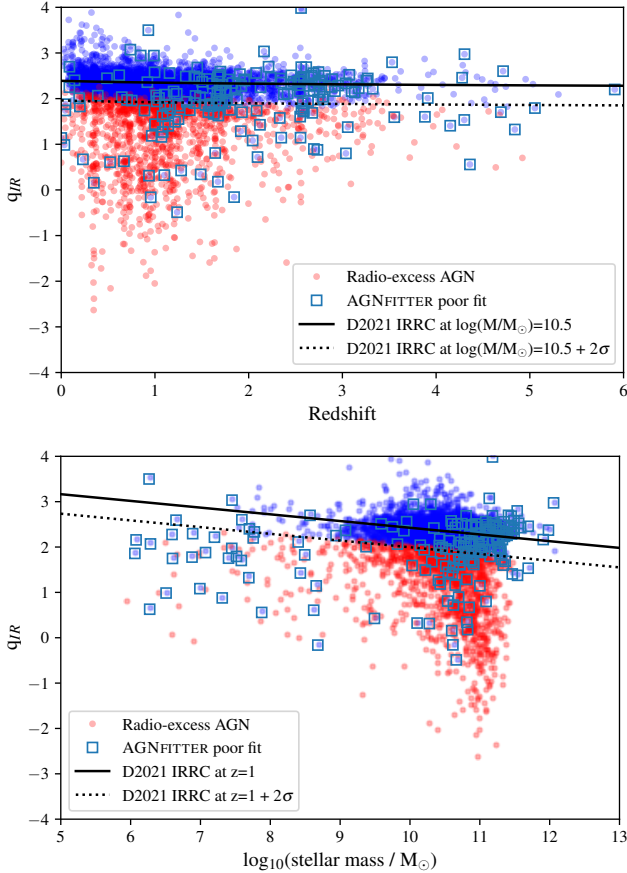 4
3
2
1
0
−1
−2
−3
−4
q_IR
Radio-excess AGN
AGNFITTER poor fit
D2021 IRRC at log(M/M⊙)=10.5
D2021 IRRC at log(M/M⊙)=10.5 + 2σ
0 1 2 3 4 5 6
Redshift
4
3
2
1
0
−1
−2
−3
−4
q_IR
Radio-excess AGN
AGNFITTER poor fit
D2021 IRRC at z=1
D2021 IRRC at z=1 + 2σ
5 6 7 8 9 10 11 12 13
log₁₀(stellar mass / M⊙)